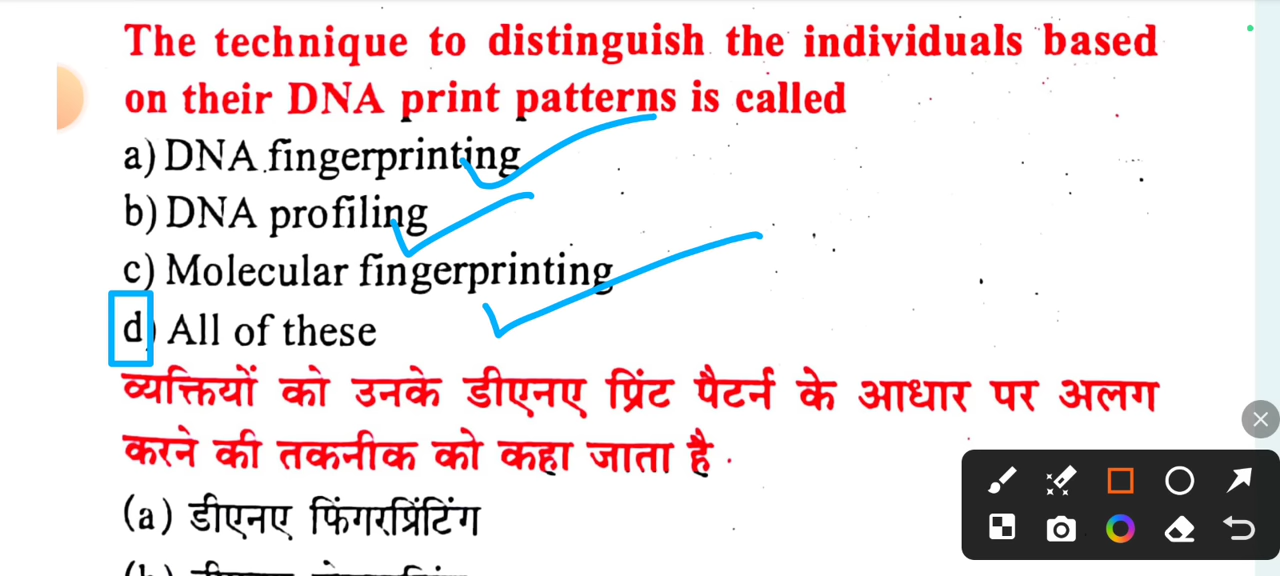 The technique to distinguish the individuals based
on their DNA print patterns is called
a) DNA fingerprinting
b) DNA profiling
c) Molecular fingerprinting
d) All of these
व्यक्तियों को उनके डीएनए प्रिंट पैटर्न के आधार पर अलग
करने की तकनीक को कहा जाता है .
(a) डीएनए फिंगरप्रिंटिंग